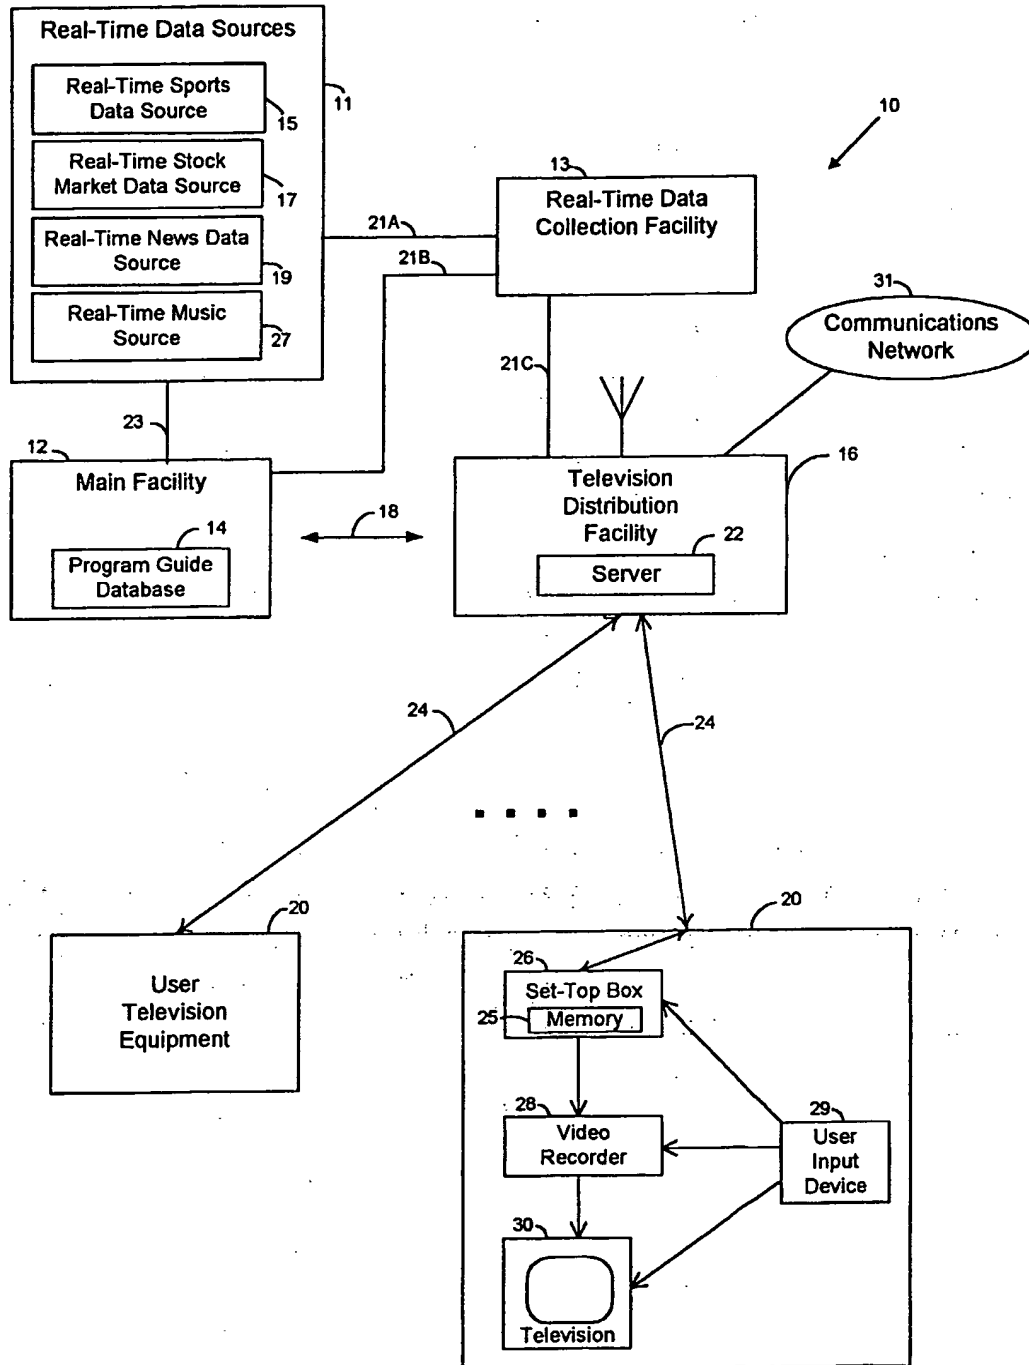 Real-Time Data Sources
Real-Time Sports
Data Source
15
11
Real-Time Stock
Market Data Source
17
Real-Time News Data
Source
19
Real-Time Music
Source
27
10
13
Real-Time Data
Collection Facility
21A
21B
21C
31
Communications
Network
23
12
Main Facility
14
Program Guide
Database
18
16
Television
Distribution
Facility
22
Server
24
24
20
User
Television
Equipment
20
26
Set-Top Box
25
Memory
28
Video
Recorder
29
User
Input
Device
30
Television